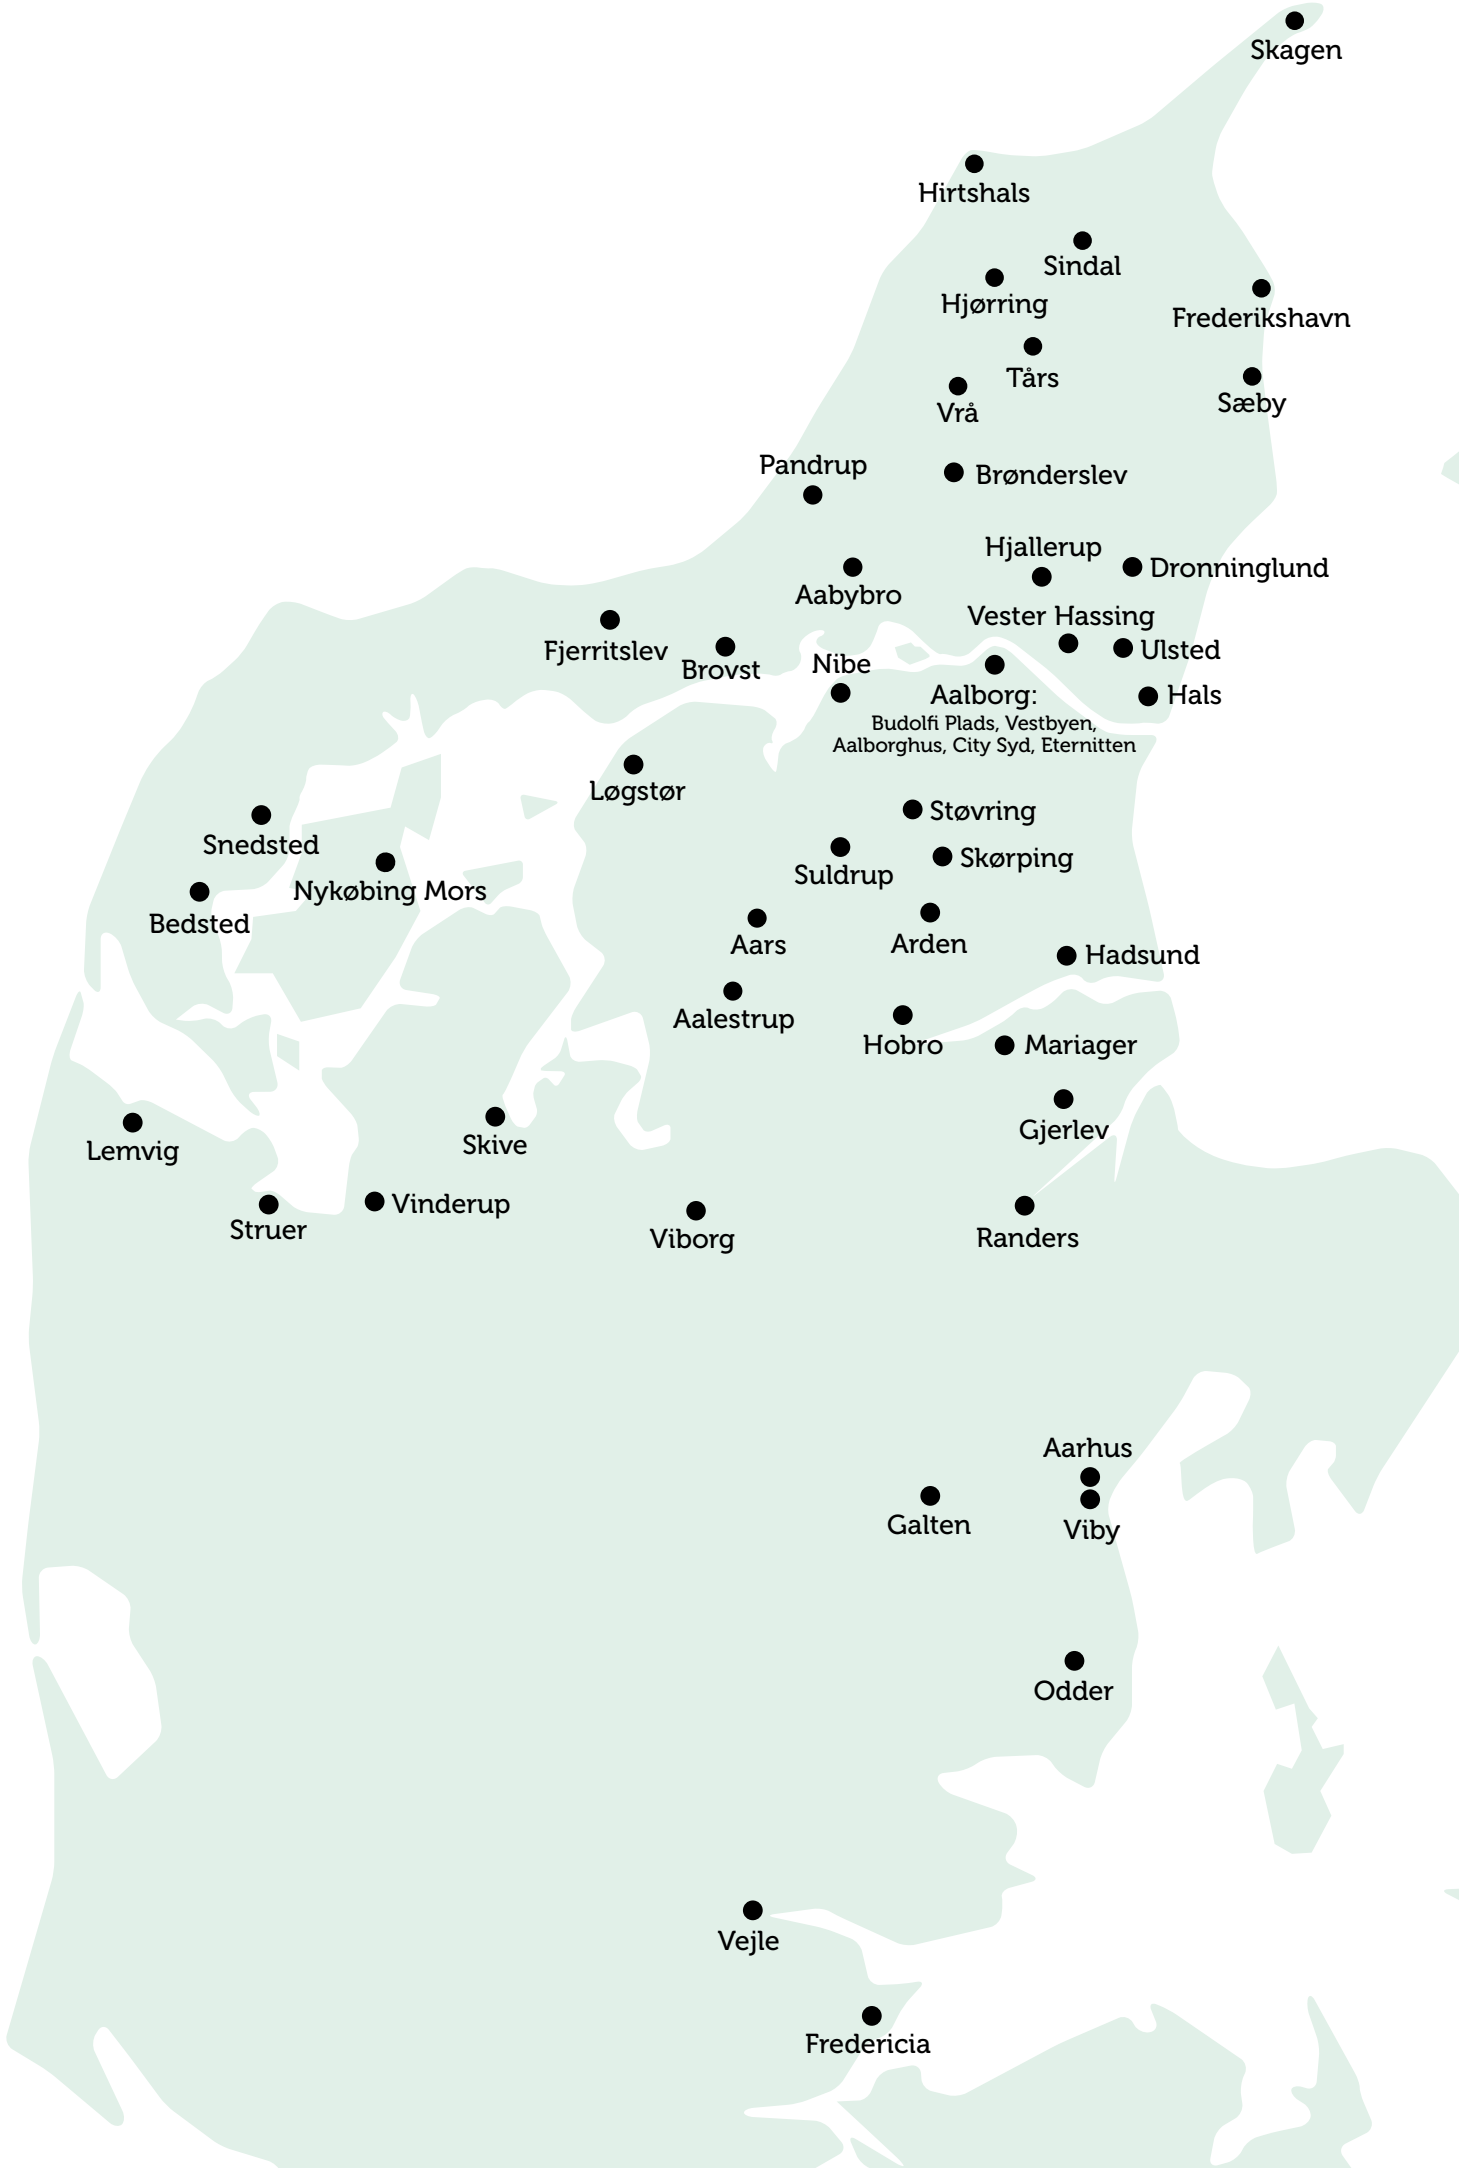 Skagen
Hirtshals
Sindal
Hjørring
Frederikshavn
Tårs
Sæby
Vrå
Pandrup
Brønderslev
Hjallerup
Dronninglund
Aabybro
Vester Hassing
Fjerritslev
Brovst
Nibe
Ulsted
Aalborg:
Budolfi Plads, Vestbyen,
Aalborghus, City Syd, Eternitten
Hals
Løgstør
Støvring
Snedsted
Skørping
Suldrup
Nykøbing Mors
Bedsted
Aars
Arden
Hadsund
Aalestrup
Hobro
Mariager
Gjerlev
Lemvig
Skive
Vinderup
Struer
Viborg
Randers
Aarhus
Galten
Viby
Odder
Vejle
Fredericia